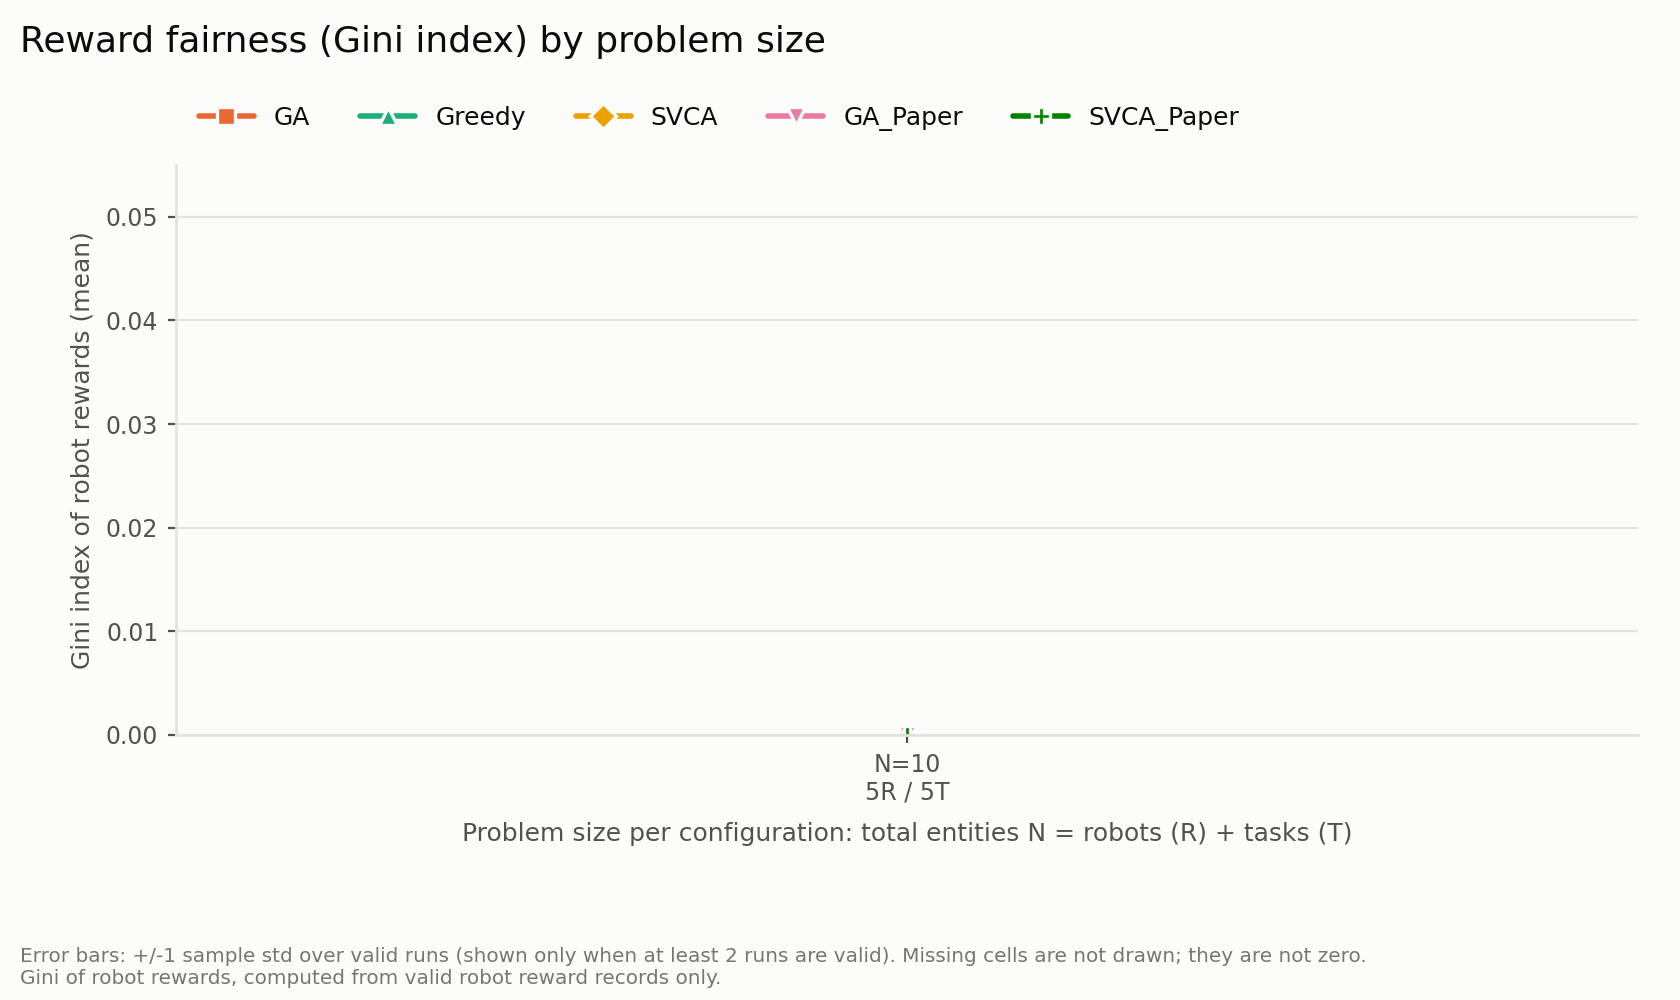 Reward fairness (Gini index) by problem size
GA
Greedy
SVCA
GA_Paper
SVCA_Paper
Gini index of robot rewards (mean)
0.05
0.04
0.03
0.02
0.01
0.00
N=10
5R / 5T
Problem size per configuration: total entities N = robots (R) + tasks (T)
Error bars: +/-1 sample std over valid runs (shown only when at least 2 runs are valid). Missing cells are not drawn; they are not zero.
Gini of robot rewards, computed from valid robot reward records only.